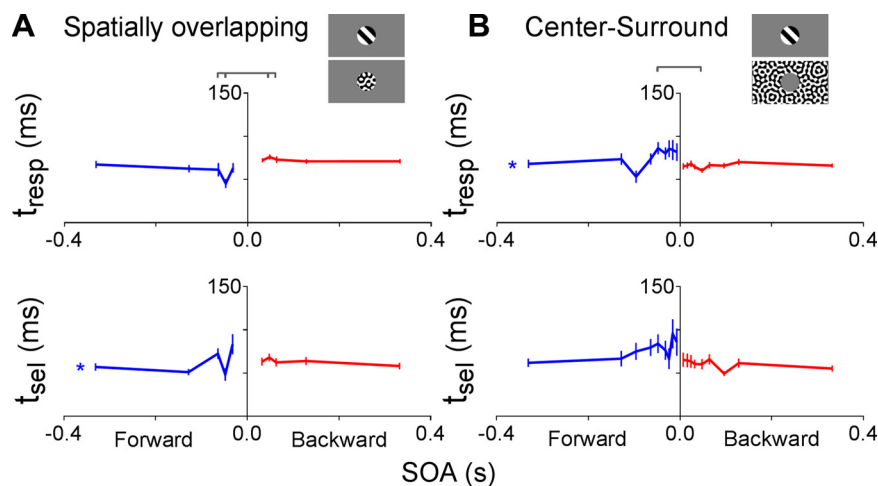 A Spatially overlapping
150
t_resp (ms)
-0.4 0.0 0.4
150
t_sel (ms)
*
-0.4 Forward 0.0 Backward 0.4
B Center-Surround
150
t_resp (ms)
*
-0.4 0.0 0.4
150
t_sel (ms)
-0.4 Forward 0.0 Backward 0.4
SOA (s)